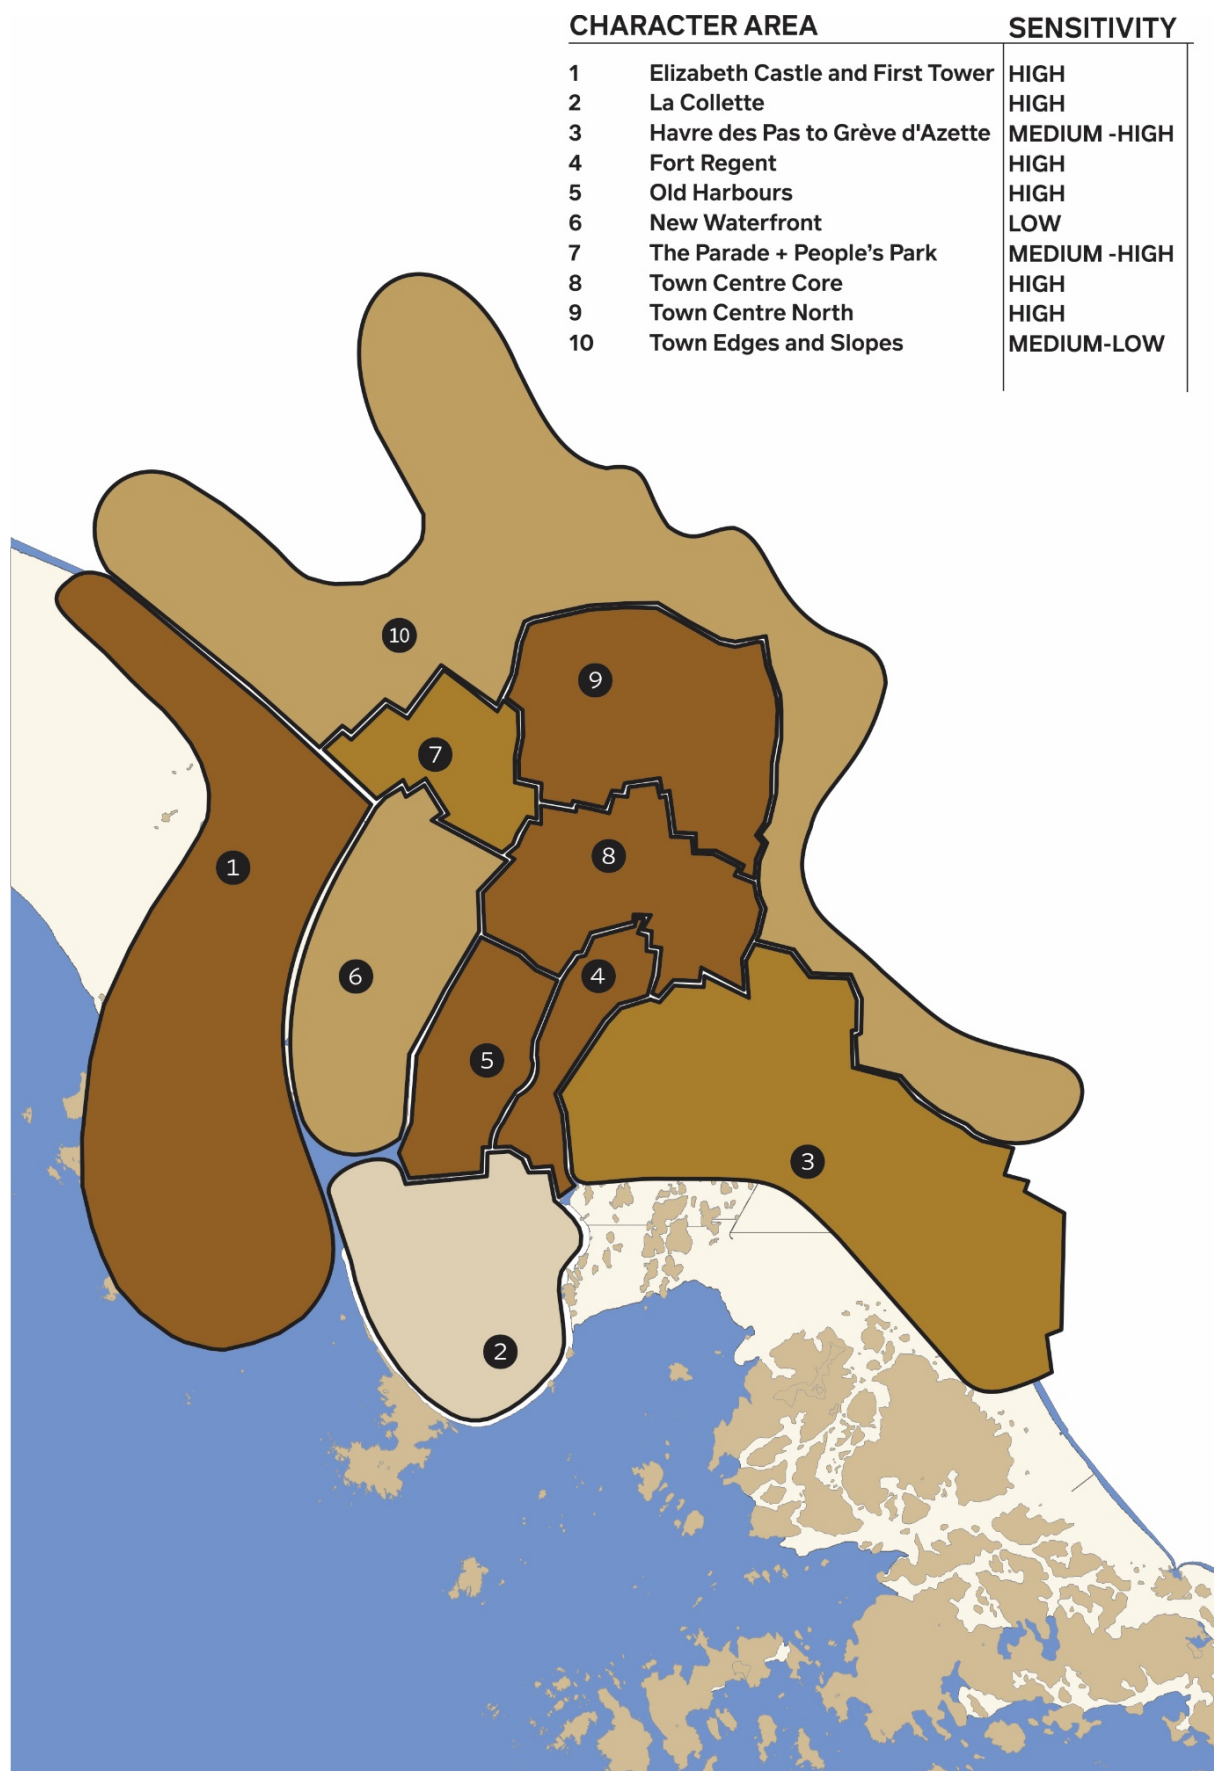 CHARACTER AREA SENSITIVITY
1 Elizabeth Castle and First Tower HIGH
2 La Collette HIGH
3 Havre des Pas to Grève d'Azette MEDIUM -HIGH
4 Fort Regent HIGH
5 Old Harbours HIGH
6 New Waterfront LOW
7 The Parade + People’s Park MEDIUM -HIGH
8 Town Centre Core HIGH
9 Town Centre North HIGH
10 Town Edges and Slopes MEDIUM-LOW
10
9
7
8
1
6
4
5
3
2